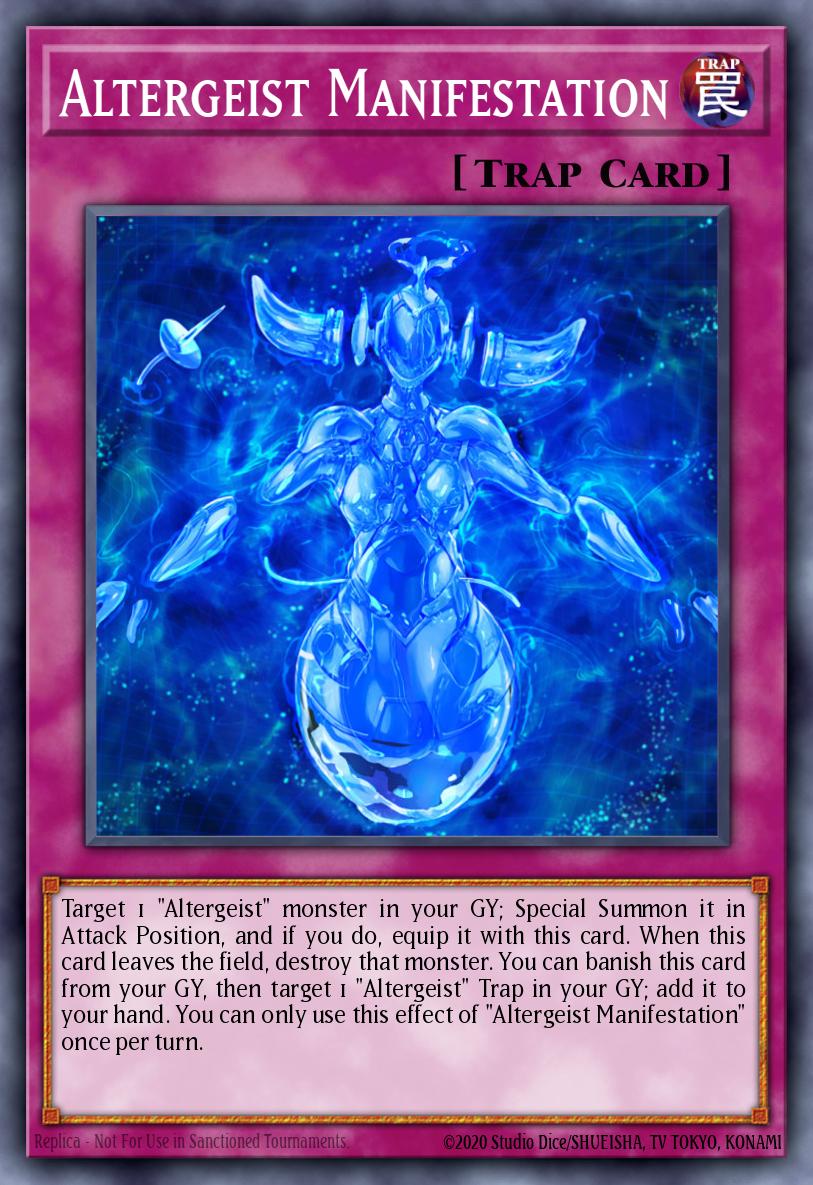 Altergeist Manifestation
TRAP
罠
[Trap Card]
Target 1 "Altergeist" monster in your GY; Special Summon it in
Attack Position, and if you do, equip it with this card. When this
card leaves the field, destroy that monster. You can banish this card
from your GY, then target 1 "Altergeist" Trap in your GY; add it to
your hand. You can only use this effect of "Altergeist Manifestation"
once per turn.
Replica - Not For Use in Sanctioned Tournaments.
©2020 Studio Dice/SHUEISHA, TV TOKYO, KONAMI